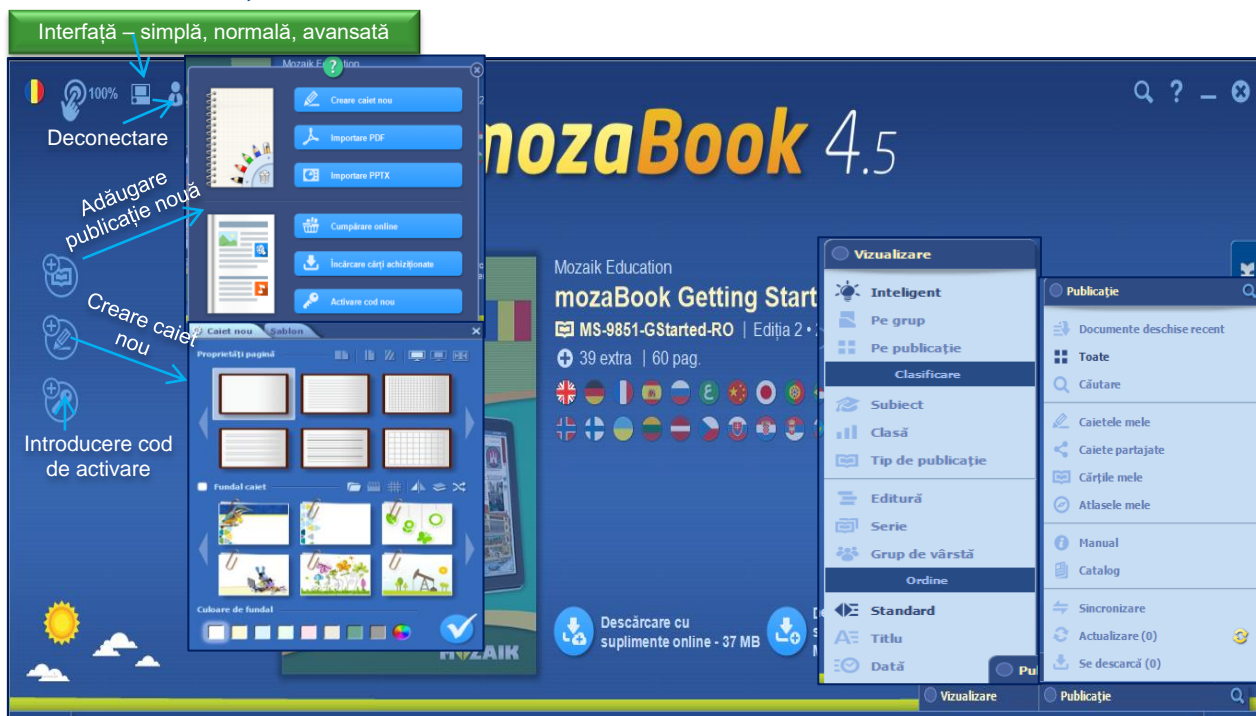 Interfață – simplă, normală, avansată
Mozaik Education
100%
Deconectare
Adăugare
publicație nouă
Creare caiet
nou
Introducere cod
de activare
Creare caiet nou
Importare PDF
Importare PPTX
Cumpărare online
Încărcare cărți achiziționate
Activare cod nou
Caiet nou
Șablon
Proprietăți pagină
Fundal caiet
Culoare de fundal
MOZAIK
mozaBook 4.5
Mozaik Education
mozaBook Getting Start
MS-9851-GStarted-RO | Ediția 2 •
39 extra | 60 pag.
Descărcare cu
suplimente online - 37 MB
Vizualizare
Inteligent
Pe grup
Pe publicație
Clasificare
Subiect
Clasă
Tip de publicație
Editură
Serie
Grup de vârstă
Ordine
Standard
Titlu
Dată
Pu
Publicație
Documente deschise recent
Toate
Căutare
Caietele mele
Caiete partajate
Cărțile mele
Atlasele mele
Manual
Catalog
Sincronizare
Actualizare (0)
Se descarcă (0)
Vizualizare
Publicație